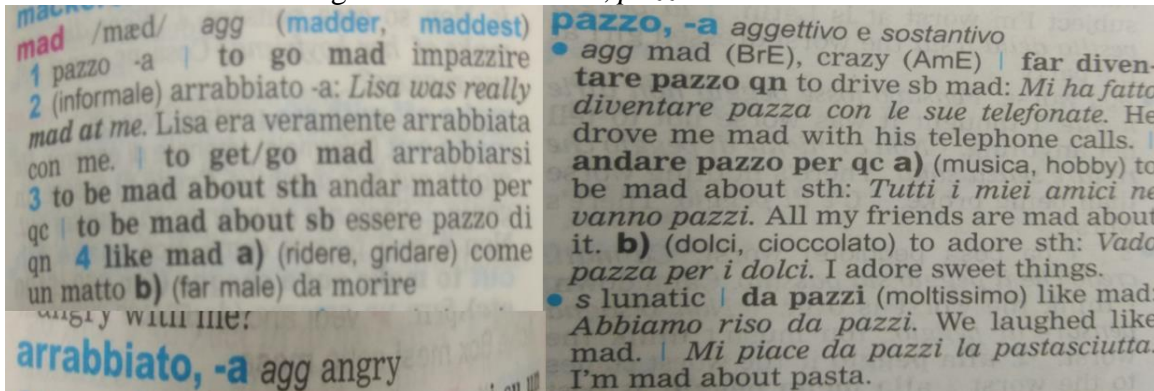 mad /mæd/ agg (madder, maddest)
1 pazzo -a | to go mad impazzire
2 (informale) arrabbiato -a: Lisa was really
mad at me. Lisa era veramente arrabbiata
con me. | to get/go mad arrabbiarsi
3 to be mad about sth andar matto per
qc | to be mad about sb essere pazzo di
qn 4 like mad a) (ridere, gridare) come
un matto b) (far male) da morire
angry with me?
arrabbiato, -a agg angry
pazzo, -a aggettivo e sostantivo
• agg mad (BrE), crazy (AmE) | far diven-
tare pazzo qn to drive sb mad: Mi ha fatto
diventare pazza con le sue telefonate. He
drove me mad with his telephone calls. |
andare pazzo per qc a) (musica, hobby) to
be mad about sth: Tutti i miei amici ne
vanno pazzi. All my friends are mad about
it. b) (dolci, cioccolato) to adore sth: Vado
pazza per i dolci. I adore sweet things.
• s lunatic | da pazzi (moltissimo) like mad:
Abbiamo riso da pazzi. We laughed like
mad. | Mi piace da pazzi la pastasciutta.
I'm mad about pasta.